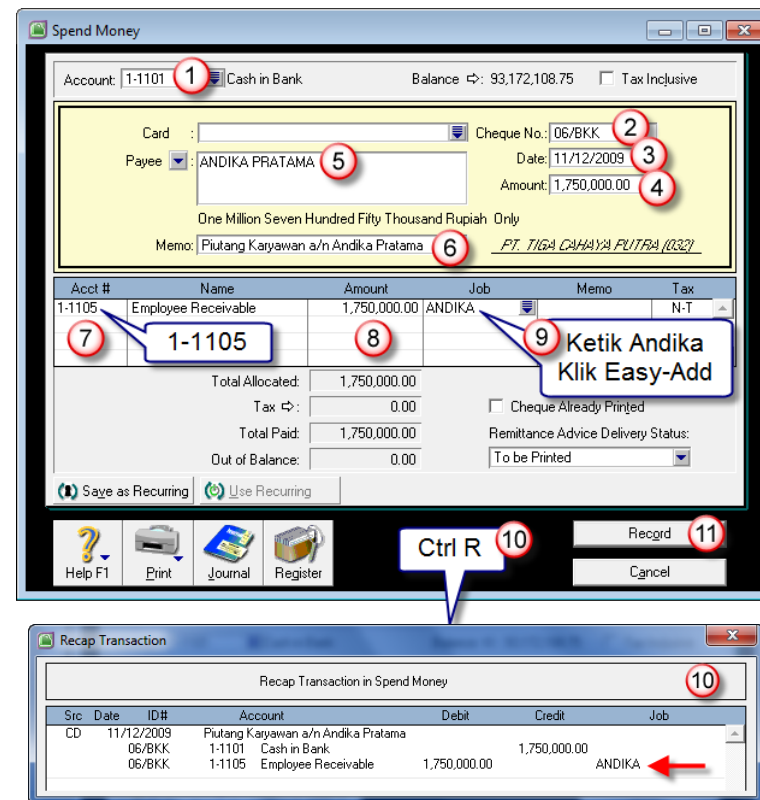 Spend Money
Account: 1-1101 1 Cash in Bank Balance ⇨: 93,172,108.75 Tax Inclusive
Card : Cheque No.: 06/BKK 2
Payee : ANDIKA PRATAMA 5 Date: 11/12/2009 3
Amount: 1,750,000.00 4
One Million Seven Hundred Fifty Thousand Rupiah Only
Memo: Piutang Karyawan a/n Andika Pratama 6 PT. TIGA CAHAYA PUTRA (032)
Acct # Name Amount Job Memo Tax
1-1105 Employee Receivable 1,750,000.00 ANDIKA N-T
7 1-1105 8 9 Ketik Andika
Klik Easy-Add
Total Allocated: 1,750,000.00
Tax ⇨: 0.00 Cheque Already Printed
Total Paid: 1,750,000.00 Remittance Advice Delivery Status:
Out of Balance: 0.00 To be Printed
Save as Recurring Use Recurring
Ctrl R 10 Record 11
Help F1 Print Journal Register Cancel
Recap Transaction
Recap Transaction in Spend Money 10
Src Date ID# Account Debit Credit Job
CD 11/12/2009 Piutang Karyawan a/n Andika Pratama
06/BKK 1-1101 Cash in Bank 1,750,000.00
06/BKK 1-1105 Employee Receivable 1,750,000.00 ANDIKA